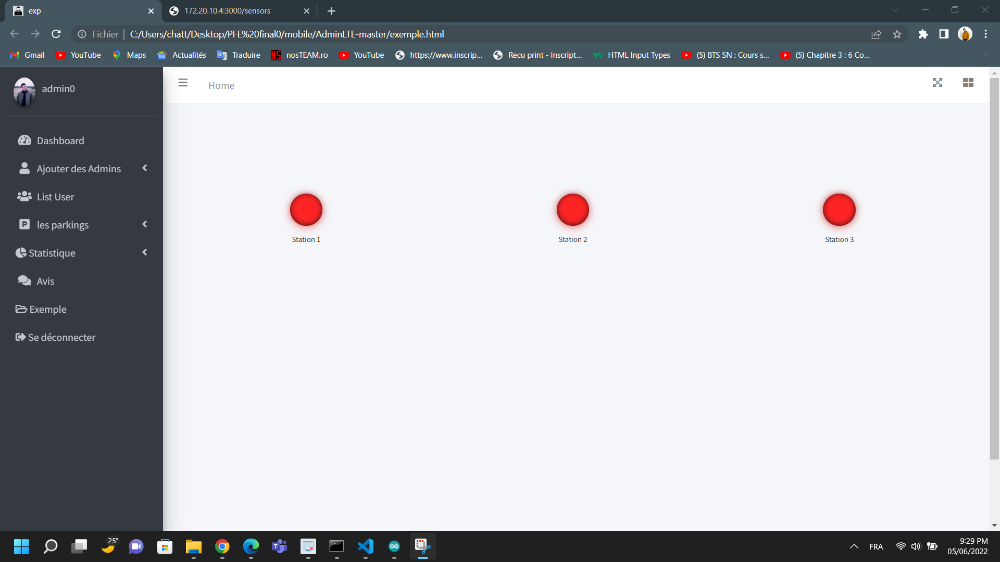 exp
172.20.10.4:3000/sensors
Fichier | C:/Users/chatt/Desktop/PFE%20final0/mobile/AdminLTE-master/exemple.html
Gmail YouTube Maps Actualités Traduire NS nosTEAM.ro YouTube https://www.inscrip... Recu print - Inscript... HTML Input Types (5) BTS SN : Cours s... (5) Chapitre 3 : 6 Co...
admin0
Home
Dashboard
Ajouter des Admins
List User
P les parkings
Statistique
Avis
Exemple
Se déconnecter
Station 1
Station 2
Station 3
25°
FRA
9:29 PM
05/06/2022